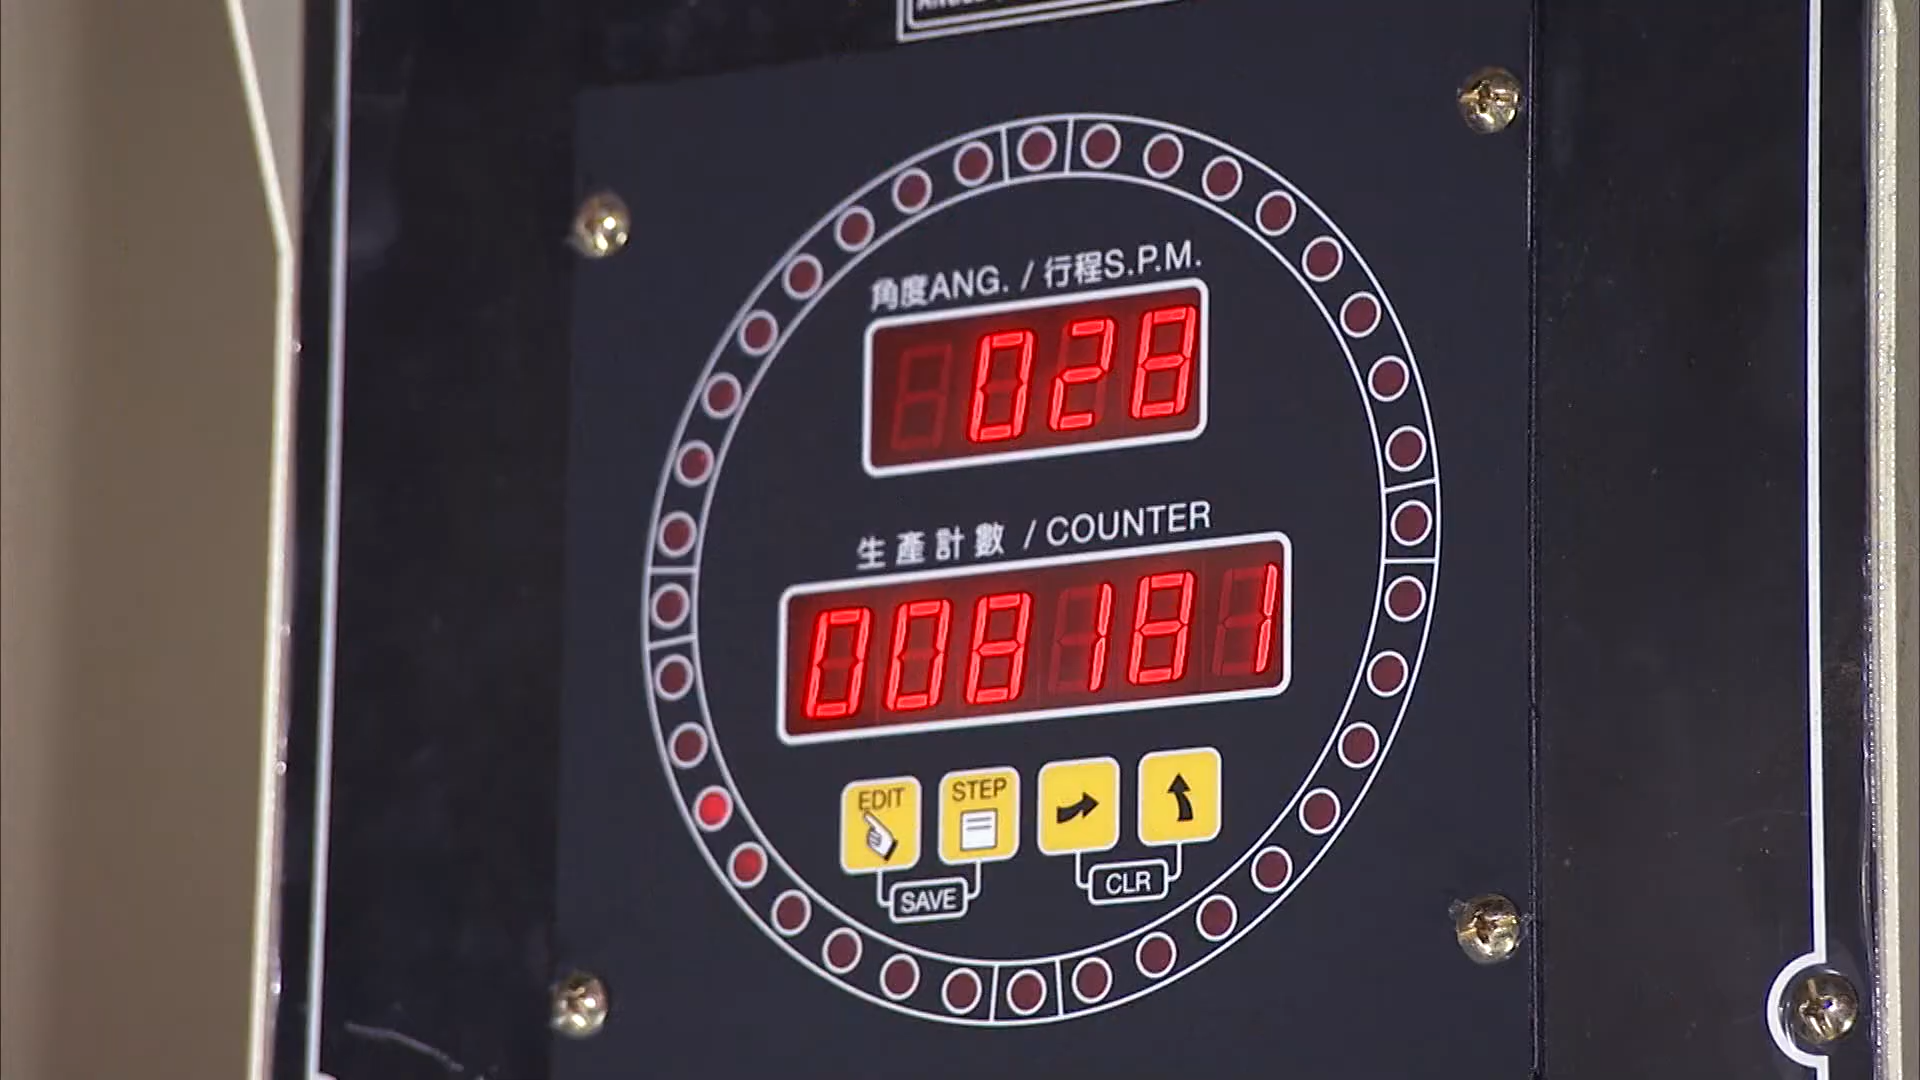 角度ANG. / 行程S.P.M.
028
生產計數 / COUNTER
008181
EDIT
STEP
SAVE
CLR